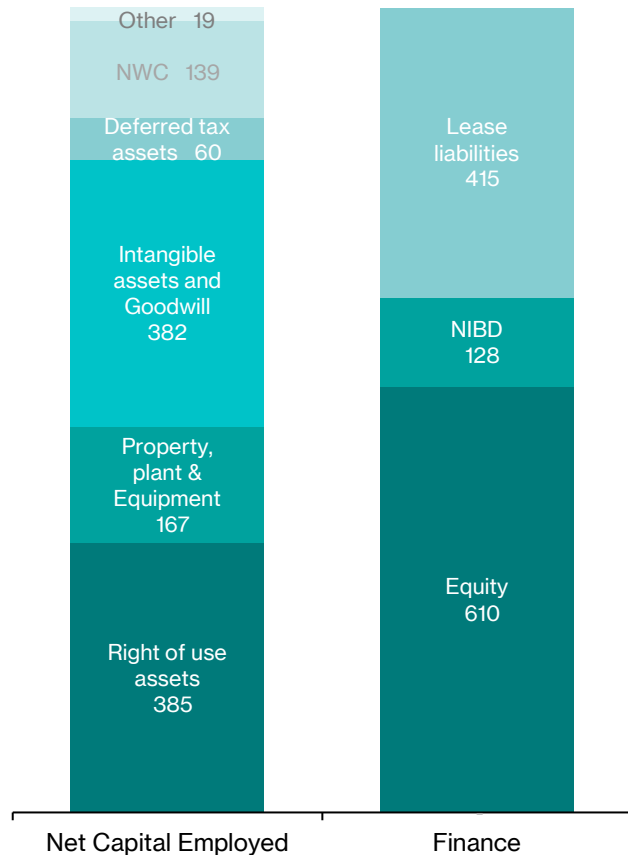 Other 19
NWC 139
Deferred tax
assets 60
Intangible
assets and
Goodwill
382
Property,
plant &
Equipment
167
Right of use
assets
385
Net Capital Employed
Lease
liabilities
415
NIBD
128
Equity
610
Finance